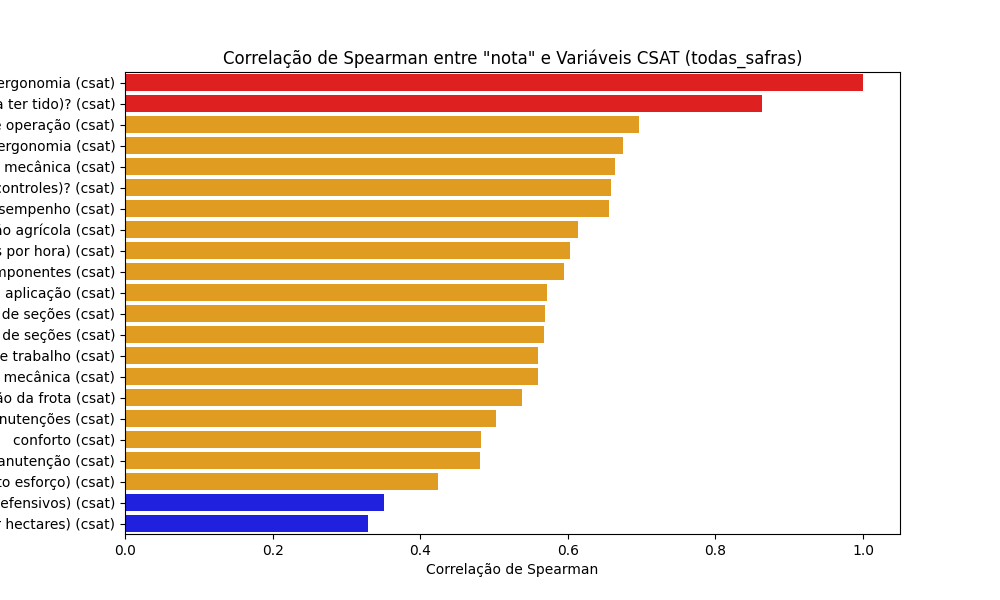 Correlação de Spearman entre "nota" e Variáveis CSAT (todas_safras)
ergonomia (csat)
a ter tido)? (csat)
e operação (csat)
ergonomia (csat)
mecânica (csat)
controles)? (csat)
sempenho (csat)
ão agrícola (csat)
s por hora) (csat)
mponentes (csat)
aplicação (csat)
de seções (csat)
de seções (csat)
e trabalho (csat)
mecânica (csat)
ão da frota (csat)
nutenções (csat)
conforto (csat)
anutenção (csat)
to esforço) (csat)
efensivos) (csat)
r hectares) (csat)
0.0 0.2 0.4 0.6 0.8 1.0
Correlação de Spearman